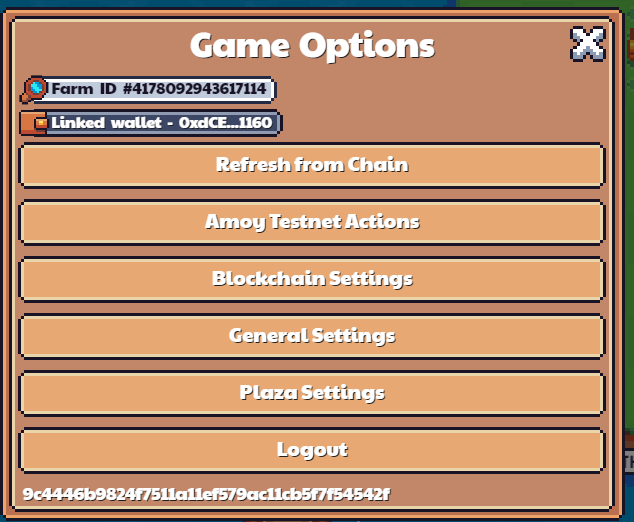 Game Options
Farm ID #4178092943617114
Linked wallet - 0xdCE...1160
Refresh from Chain
Amoy Testnet Actions
Blockchain Settings
General Settings
Plaza Settings
Logout
9c4446b9824f7511a11ef579ac11cb5f7f54542f